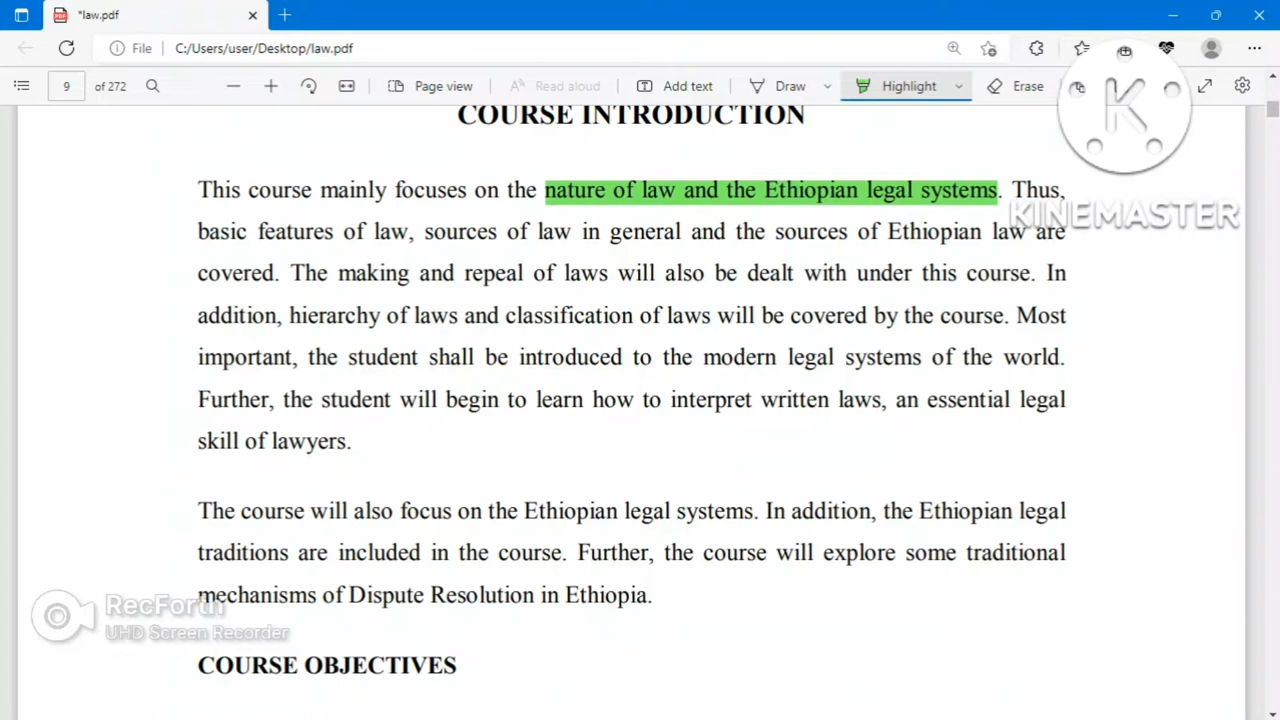 *law.pdf
File C:/Users/user/Desktop/law.pdf
9 of 272 Page view Read aloud Add text Draw Highlight Erase
COURSE INTRODUCTION
This course mainly focuses on the nature of law and the Ethiopian legal systems. Thus,
basic features of law, sources of law in general and the sources of Ethiopian law are
covered. The making and repeal of laws will also be dealt with under this course. In
addition, hierarchy of laws and classification of laws will be covered by the course. Most
important, the student shall be introduced to the modern legal systems of the world.
Further, the student will begin to learn how to interpret written laws, an essential legal
skill of lawyers.
The course will also focus on the Ethiopian legal systems. In addition, the Ethiopian legal
traditions are included in the course. Further, the course will explore some traditional
mechanisms of Dispute Resolution in Ethiopia.
COURSE OBJECTIVES
K
KINEMASTER
RecForth
UHD Screen Recorder